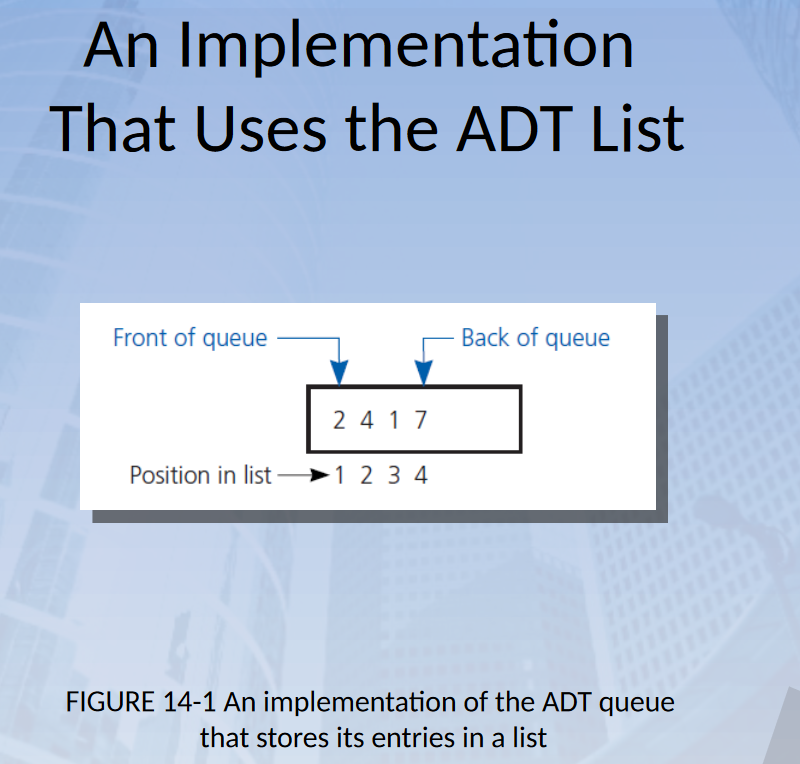 An Implementation
That Uses the ADT List
Front of queue
Back of queue
2 4 1 7
Position in list
1 2 3 4
FIGURE 14-1 An implementation of the ADT queue
that stores its entries in a list